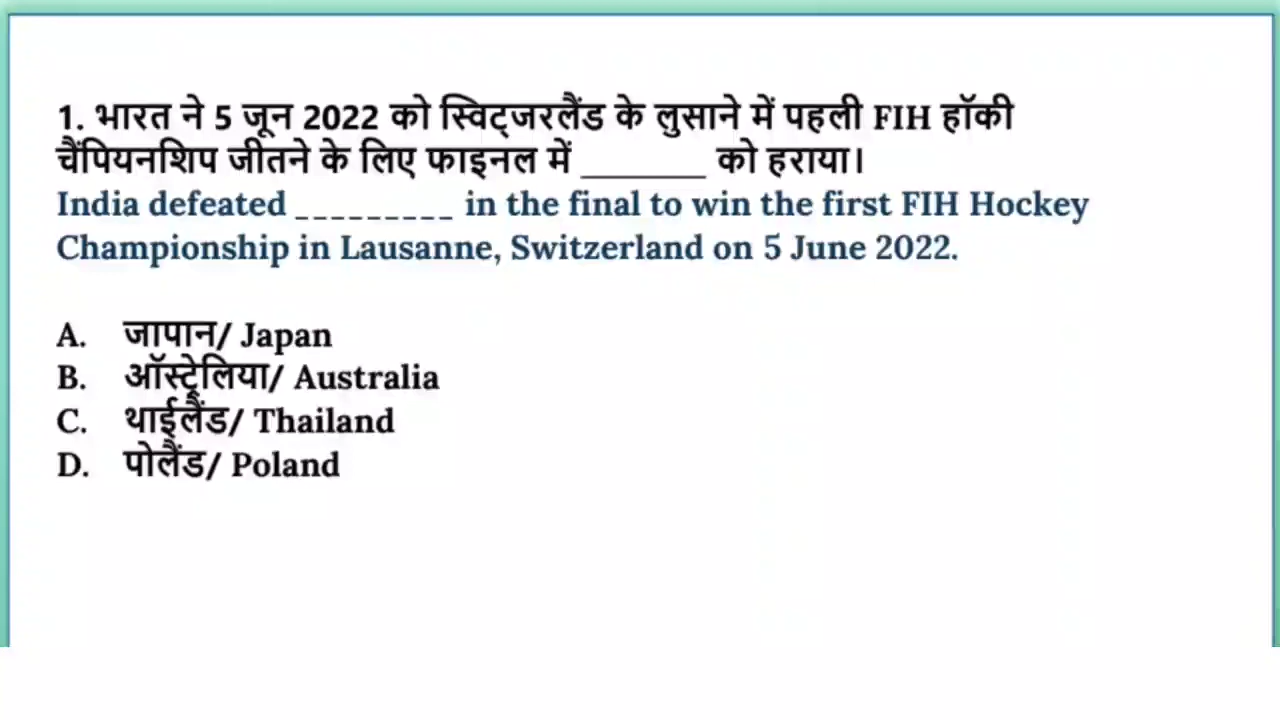 1. भारत ने 5 जून 2022 को स्विट्जरलैंड के लुसाने में पहली FIH हॉकी
चैंपियनशिप जीतने के लिए फाइनल में ________ को हराया।
India defeated _________ in the final to win the first FIH Hockey
Championship in Lausanne, Switzerland on 5 June 2022.
A. जापान/ Japan
B. ऑस्ट्रेलिया/ Australia
C. थाईलैंड/ Thailand
D. पोलैंड/ Poland